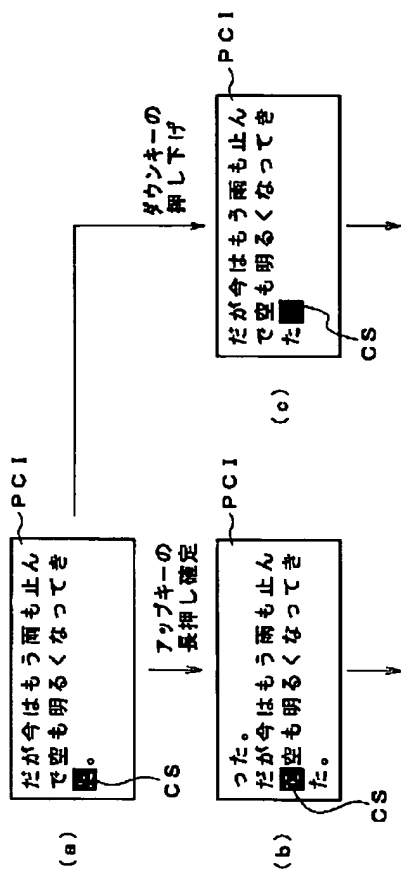 (a)
PCI
だが今はもう雨も止ん
で空も明るくなってき
。
CS
アップキーの
長押し確定
ダウンキーの
押し下げ
(b)
PCI
った。
だが今はもう雨も止ん
空も明るくなってき
た。
CS
(c)
PCI
だが今はもう雨も止ん
で空も明るくなってき
た
CS